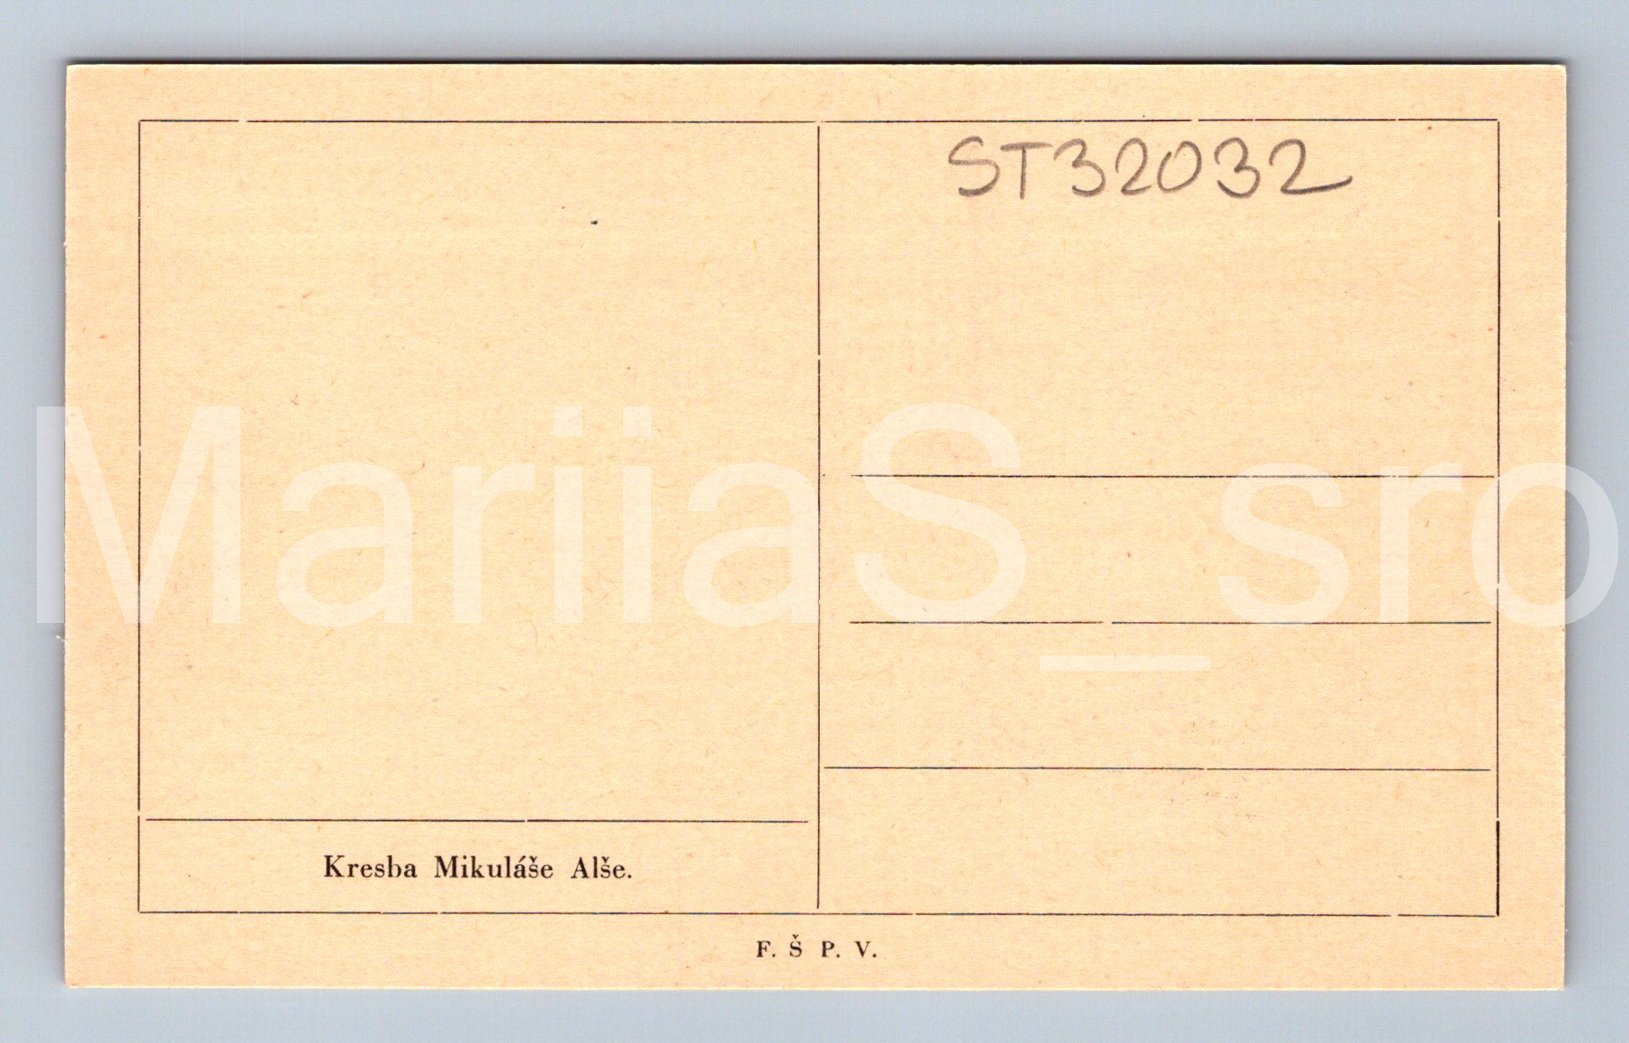 ST32032
MariiaS_sro
Kresba Mikuláše Alše.
F. Š P. V.